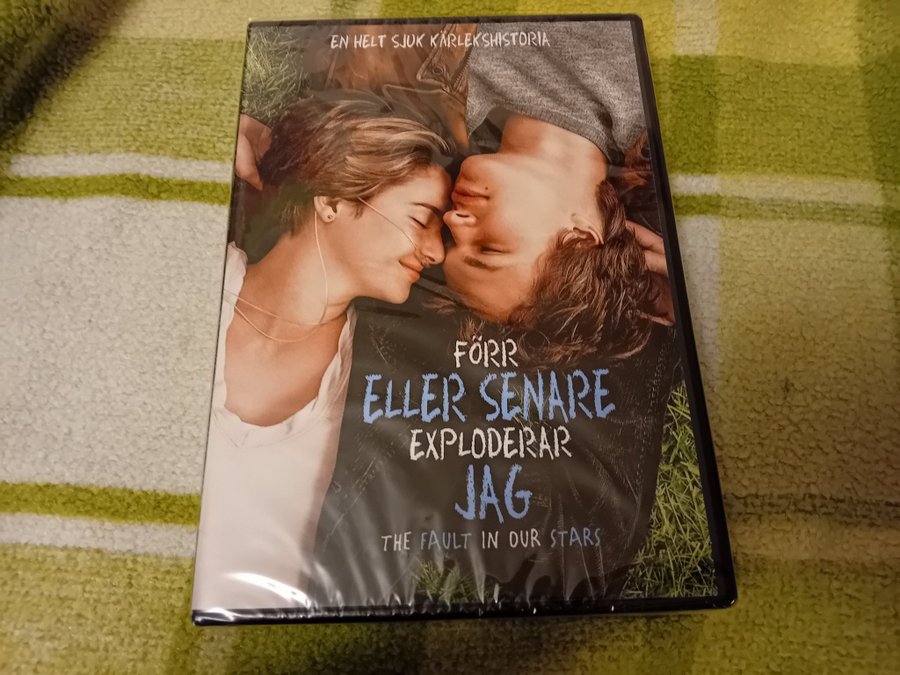 EN HELT SJUK KÄRLEKSHISTORIA
FÖRR
ELLER SENARE
EXPLODERAR
JAG
THE FAULT IN OUR STARS